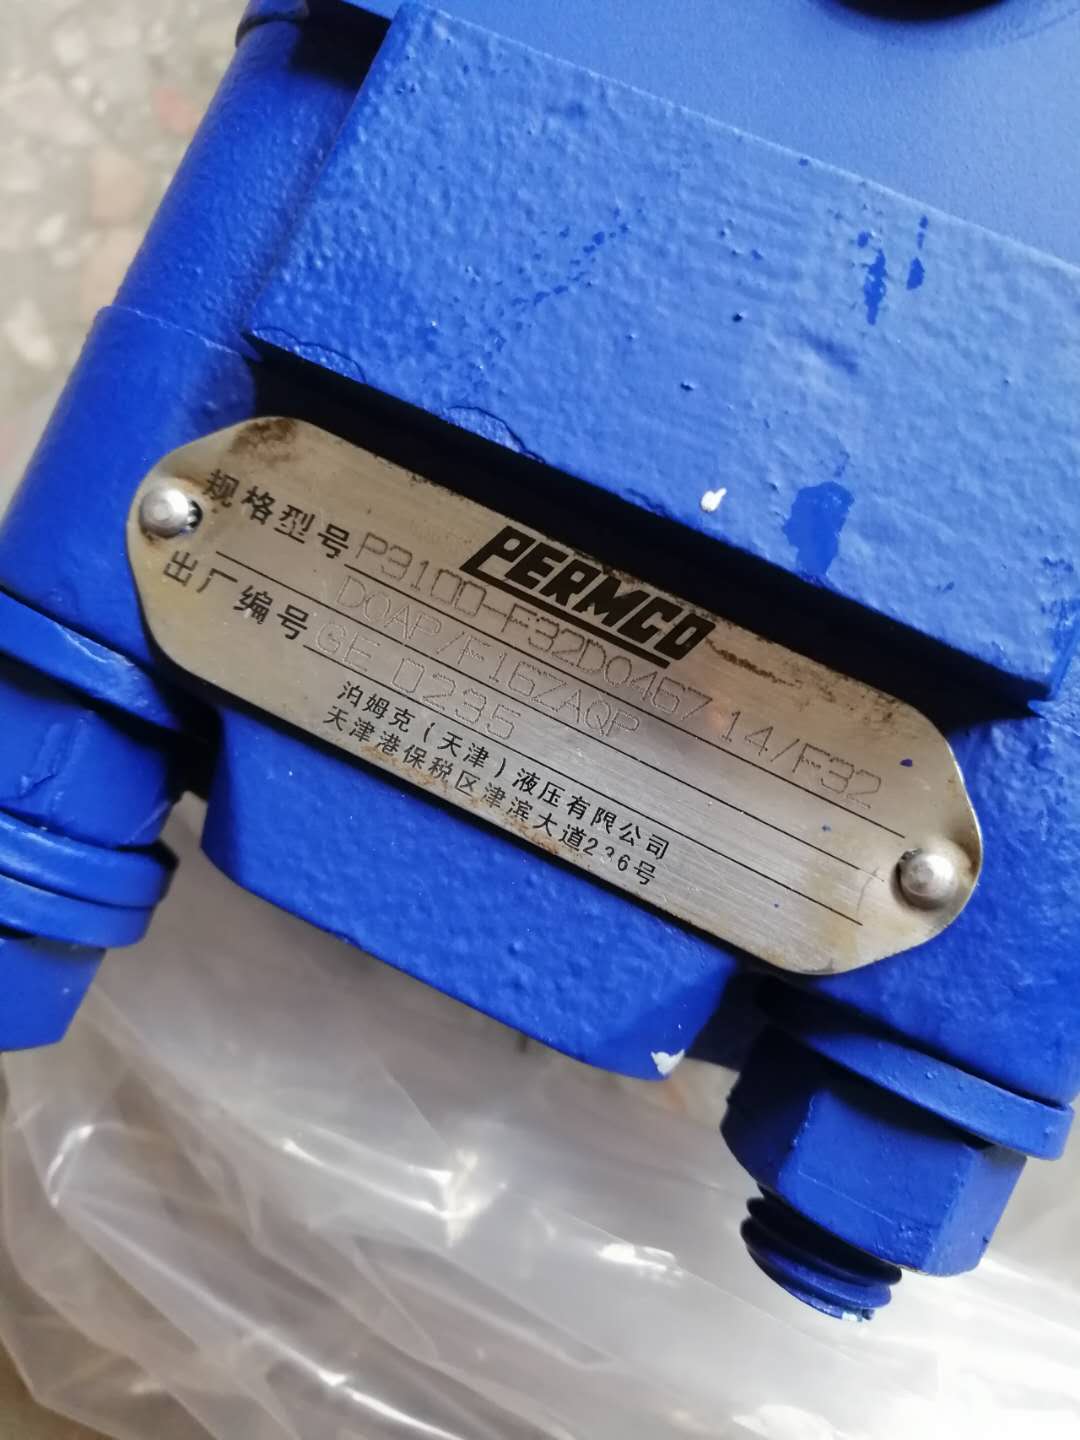 PERMCO
规格型号 P3100-F32DO467 14/F32
DOAP/F16ZAQP
出厂编号 GE 0235
泊姆克（天津）液压有限公司
天津港保税区津滨大道236号